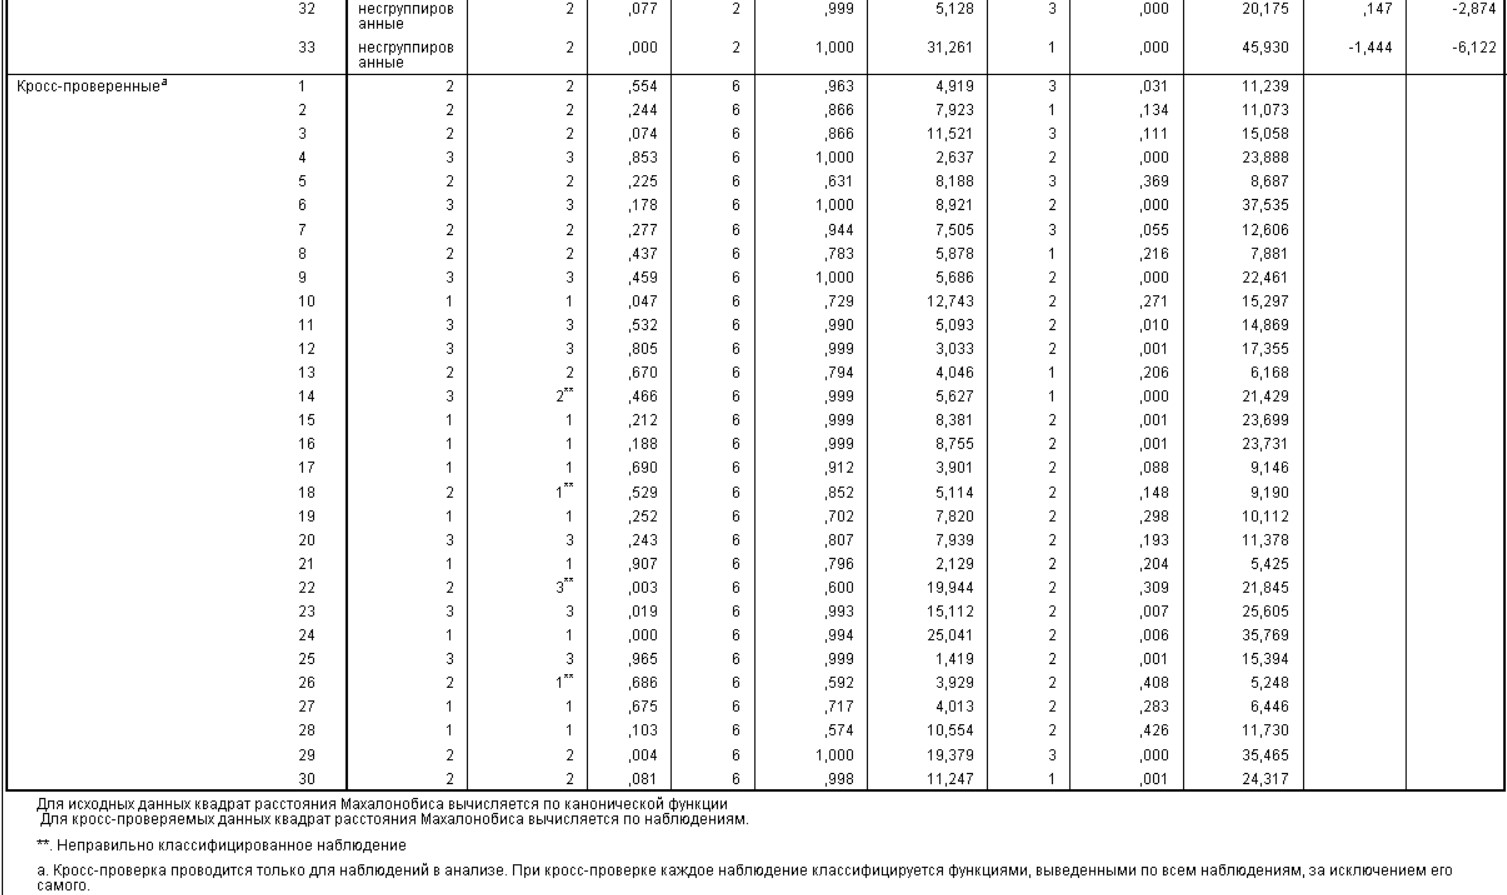 32 несгруппиров 2 ,077 2 ,999 5,128 3 ,000 20,175 ,147 -2,874
анные
33 несгруппиров 2 ,000 2 1,000 31,261 1 ,000 45,930 -1,444 -6,122
анные
Кросс-проверенныеᵃ 1 2 2 ,554 6 ,963 4,919 3 ,031 11,239
2 2 2 ,244 6 ,866 7,923 1 ,134 11,073
3 2 2 ,074 6 ,866 11,521 3 ,111 15,058
4 3 3 ,853 6 1,000 2,637 2 ,000 23,888
5 2 2 ,225 6 ,631 8,188 3 ,369 8,687
6 3 3 ,178 6 1,000 8,921 2 ,000 37,535
7 2 2 ,277 6 ,944 7,505 3 ,055 12,606
8 2 2 ,437 6 ,783 5,878 1 ,216 7,881
9 3 3 ,459 6 1,000 5,686 2 ,000 22,461
10 1 1 ,047 6 ,729 12,743 2 ,271 15,297
11 3 3 ,532 6 ,990 5,093 2 ,010 14,869
12 3 3 ,805 6 ,999 3,033 2 ,001 17,355
13 2 2 ,670 6 ,794 4,046 1 ,206 6,168
14 3 2** ,466 6 ,999 5,627 1 ,000 21,429
15 1 1 ,212 6 ,999 8,381 2 ,001 23,699
16 1 1 ,188 6 ,999 8,755 2 ,001 23,731
17 1 1 ,690 6 ,912 3,901 2 ,088 9,146
18 2 1** ,529 6 ,852 5,114 2 ,148 9,190
19 1 1 ,252 6 ,702 7,820 2 ,298 10,112
20 3 3 ,243 6 ,807 7,939 2 ,193 11,378
21 1 1 ,907 6 ,796 2,129 2 ,204 5,425
22 2 3** ,003 6 ,600 19,944 2 ,309 21,845
23 3 3 ,019 6 ,993 15,112 2 ,007 25,605
24 1 1 ,000 6 ,994 25,041 2 ,006 35,769
25 3 3 ,965 6 ,999 1,419 2 ,001 15,394
26 2 1** ,686 6 ,592 3,929 2 ,408 5,248
27 1 1 ,675 6 ,717 4,013 2 ,283 6,446
28 1 1 ,103 6 ,574 10,554 2 ,426 11,730
29 2 2 ,004 6 1,000 19,379 3 ,000 35,465
30 2 2 ,081 6 ,998 11,247 1 ,001 24,317
Для исходных данных квадрат расстояния Махалонобиса вычисляется по канонической функции
Для кросс-проверяемых данных квадрат расстояния Махалонобиса вычисляется по наблюдениям.
**. Неправильно классифицированное наблюдение
a. Кросс-проверка проводится только для наблюдений в анализе. При кросс-проверке каждое наблюдение классифицируется функциями, выведенными по всем наблюдениям, за исключением его
самого.